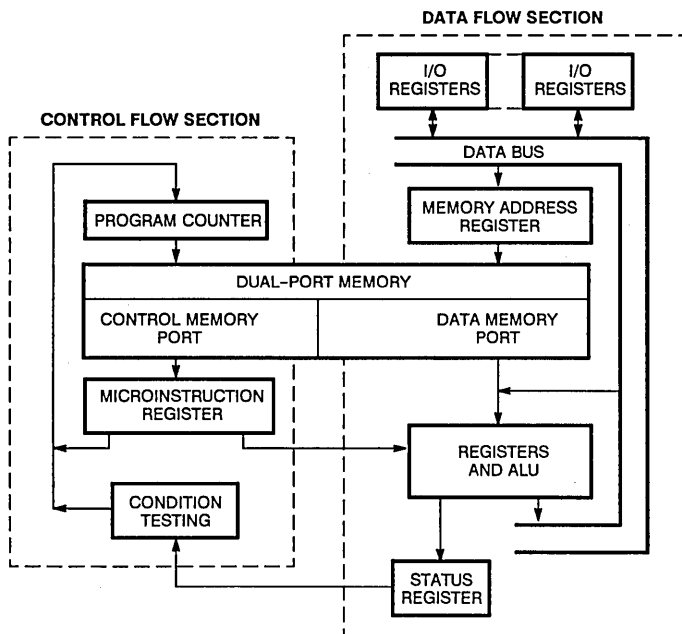 DATA FLOW SECTION
I/O
REGISTERS
I/O
REGISTERS
CONTROL FLOW SECTION
DATA BUS
PROGRAM COUNTER
MEMORY ADDRESS
REGISTER
DUAL-PORT MEMORY
CONTROL MEMORY
PORT
DATA MEMORY
PORT
MICROINSTRUCTION
REGISTER
REGISTERS
AND ALU
CONDITION
TESTING
STATUS
REGISTER